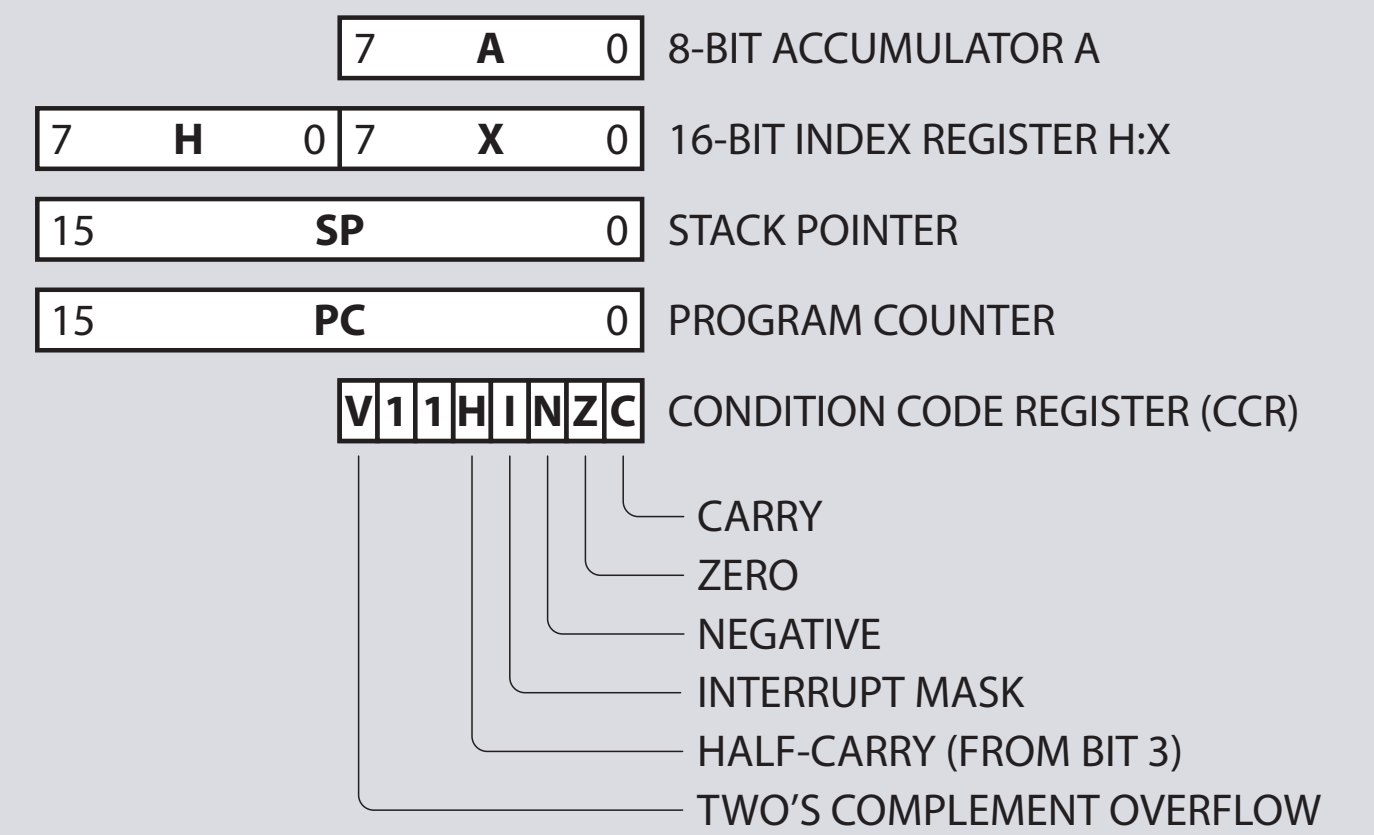 7 A 0 8-BIT ACCUMULATOR A
7 H 0 7 X 0 16-BIT INDEX REGISTER H:X
15 SP 0 STACK POINTER
15 PC 0 PROGRAM COUNTER
V 1 1 H I N Z C CONDITION CODE REGISTER (CCR)
CARRY
ZERO
NEGATIVE
INTERRUPT MASK
HALF-CARRY (FROM BIT 3)
TWO’S COMPLEMENT OVERFLOW